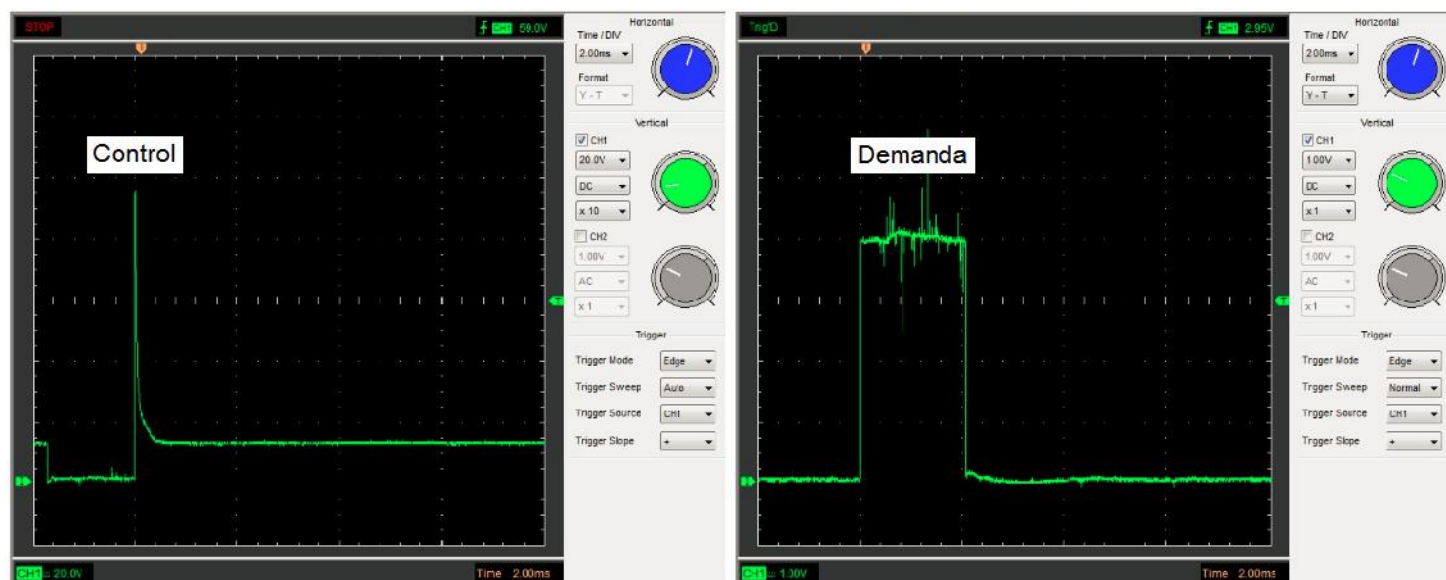 STOP
CH1 59.0V
Control
CH1 20.0V
Time 2.00ms
Horizontal
Time / DIV
2.00ms
Format
Y - T
Vertical
CH1
20.0V
DC
x 10
CH2
1.00V
AC
x 1
Trigger
Trigger Mode Edge
Trigger Sweep Auto
Trigger Source CH1
Trigger Slope +
Trig'D
CH1 2.95V
Demanda
CH1 1.00V
Time 2.00ms
Horizontal
Time / DIV
2.00ms
Format
Y - T
Vertical
CH1
1.00V
DC
x 1
CH2
1.00V
AC
x 1
Trigger
Trigger Mode Edge
Trigger Sweep Normal
Trigger Source CH1
Trigger Slope +